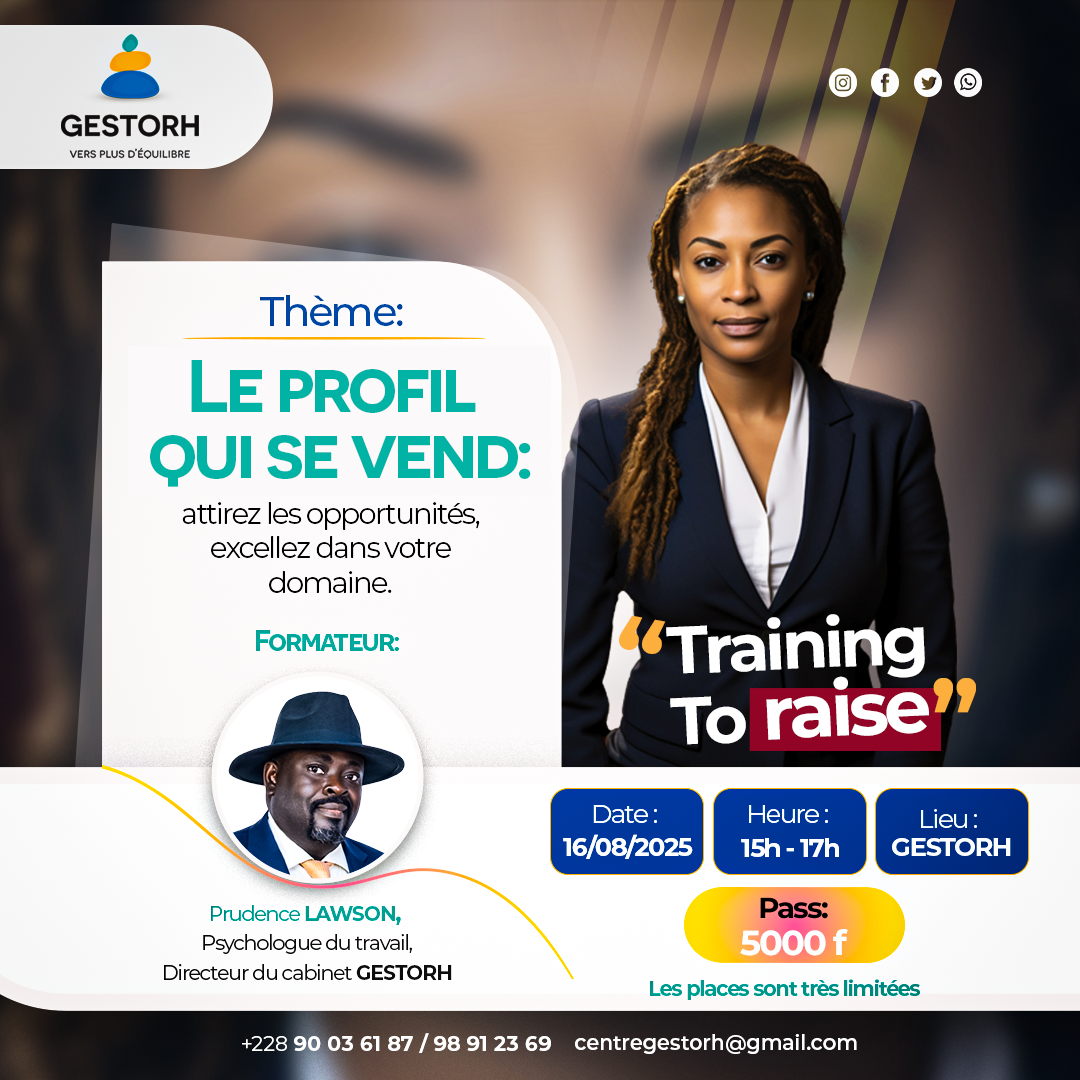 GESTORH
VERS PLUS D'ÉQUILIBRE
Thème:
LE PROFIL
QUI SE VEND:
attirez les opportunités,
excellez dans votre
domaine.
FORMATEUR:
"Training
To raise"
Prudence LAWSON,
Psychologue du travail,
Directeur du cabinet GESTORH
Date :
16/08/2025
Heure :
15h - 17h
Lieu :
GESTORH
Pass:
5000 f
Les places sont très limitées
+228 90 03 61 87 / 98 91 23 69 centregestorh@gmail.com